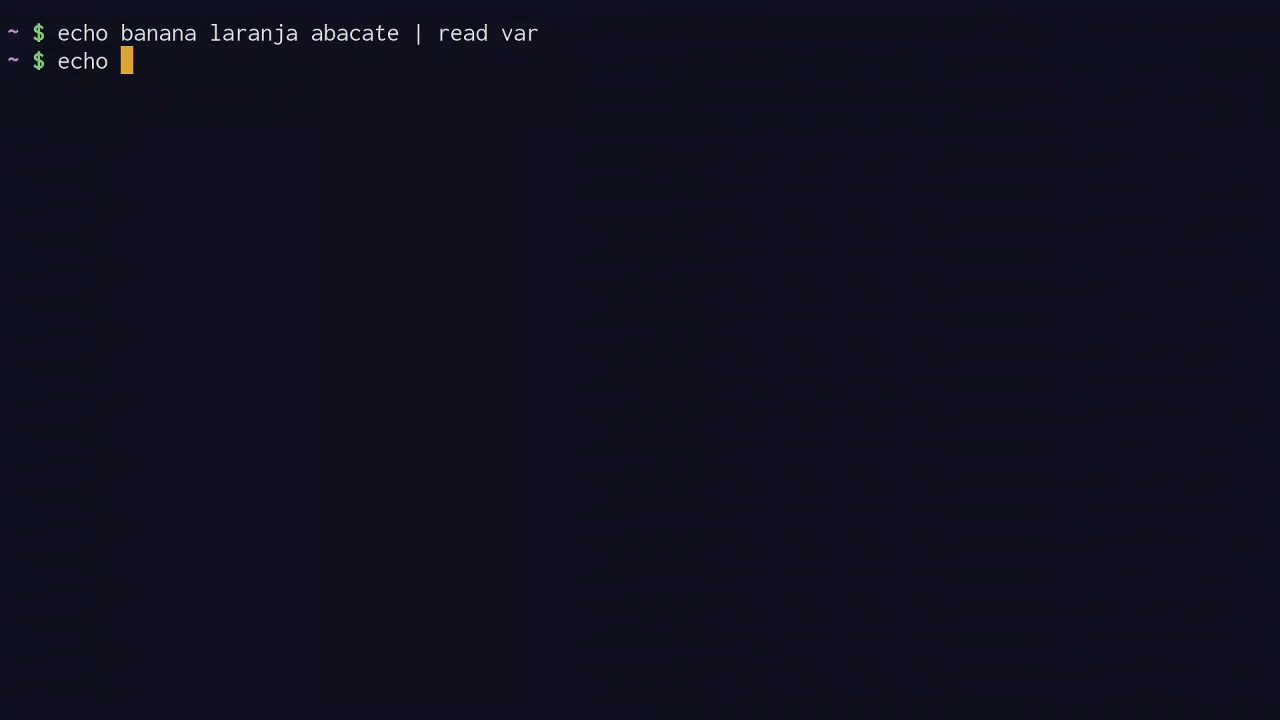 ~ $ echo banana laranja abacate | read var
~ $ echo